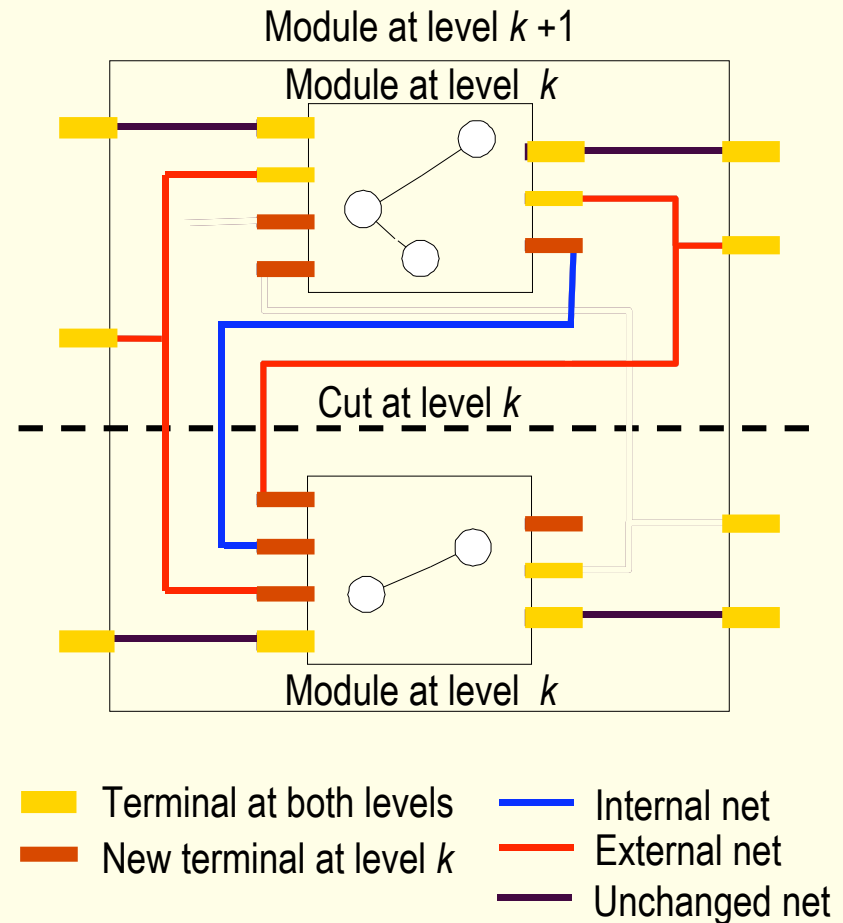 Module at level k +1
Module at level k
Cut at level k
Module at level k
Terminal at both levels
New terminal at level k
Internal net
External net
Unchanged net